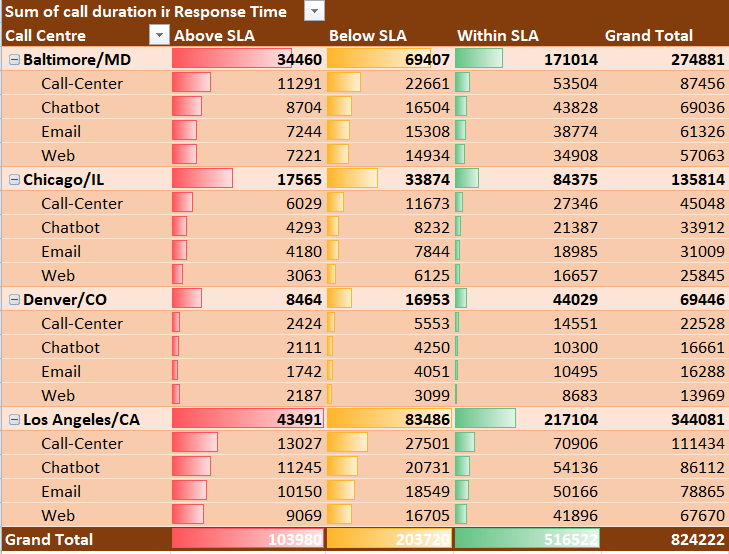 Sum of call duration in Response Time
Call Centre Above SLA Below SLA Within SLA Grand Total
Baltimore/MD 34460 69407 171014 274881
Call-Center 11291 22661 53504 87456
Chatbot 8704 16504 43828 69036
Email 7244 15308 38774 61326
Web 7221 14934 34908 57063
Chicago/IL 17565 33874 84375 135814
Call-Center 6029 11673 27346 45048
Chatbot 4293 8232 21387 33912
Email 4180 7844 18985 31009
Web 3063 6125 16657 25845
Denver/CO 8464 16953 44029 69446
Call-Center 2424 5553 14551 22528
Chatbot 2111 4250 10300 16661
Email 1742 4051 10495 16288
Web 2187 3099 8683 13969
Los Angeles/CA 43491 83486 217104 344081
Call-Center 13027 27501 70906 111434
Chatbot 11245 20731 54136 86112
Email 10150 18549 50166 78865
Web 9069 16705 41896 67670
Grand Total 103980 203720 516522 824222